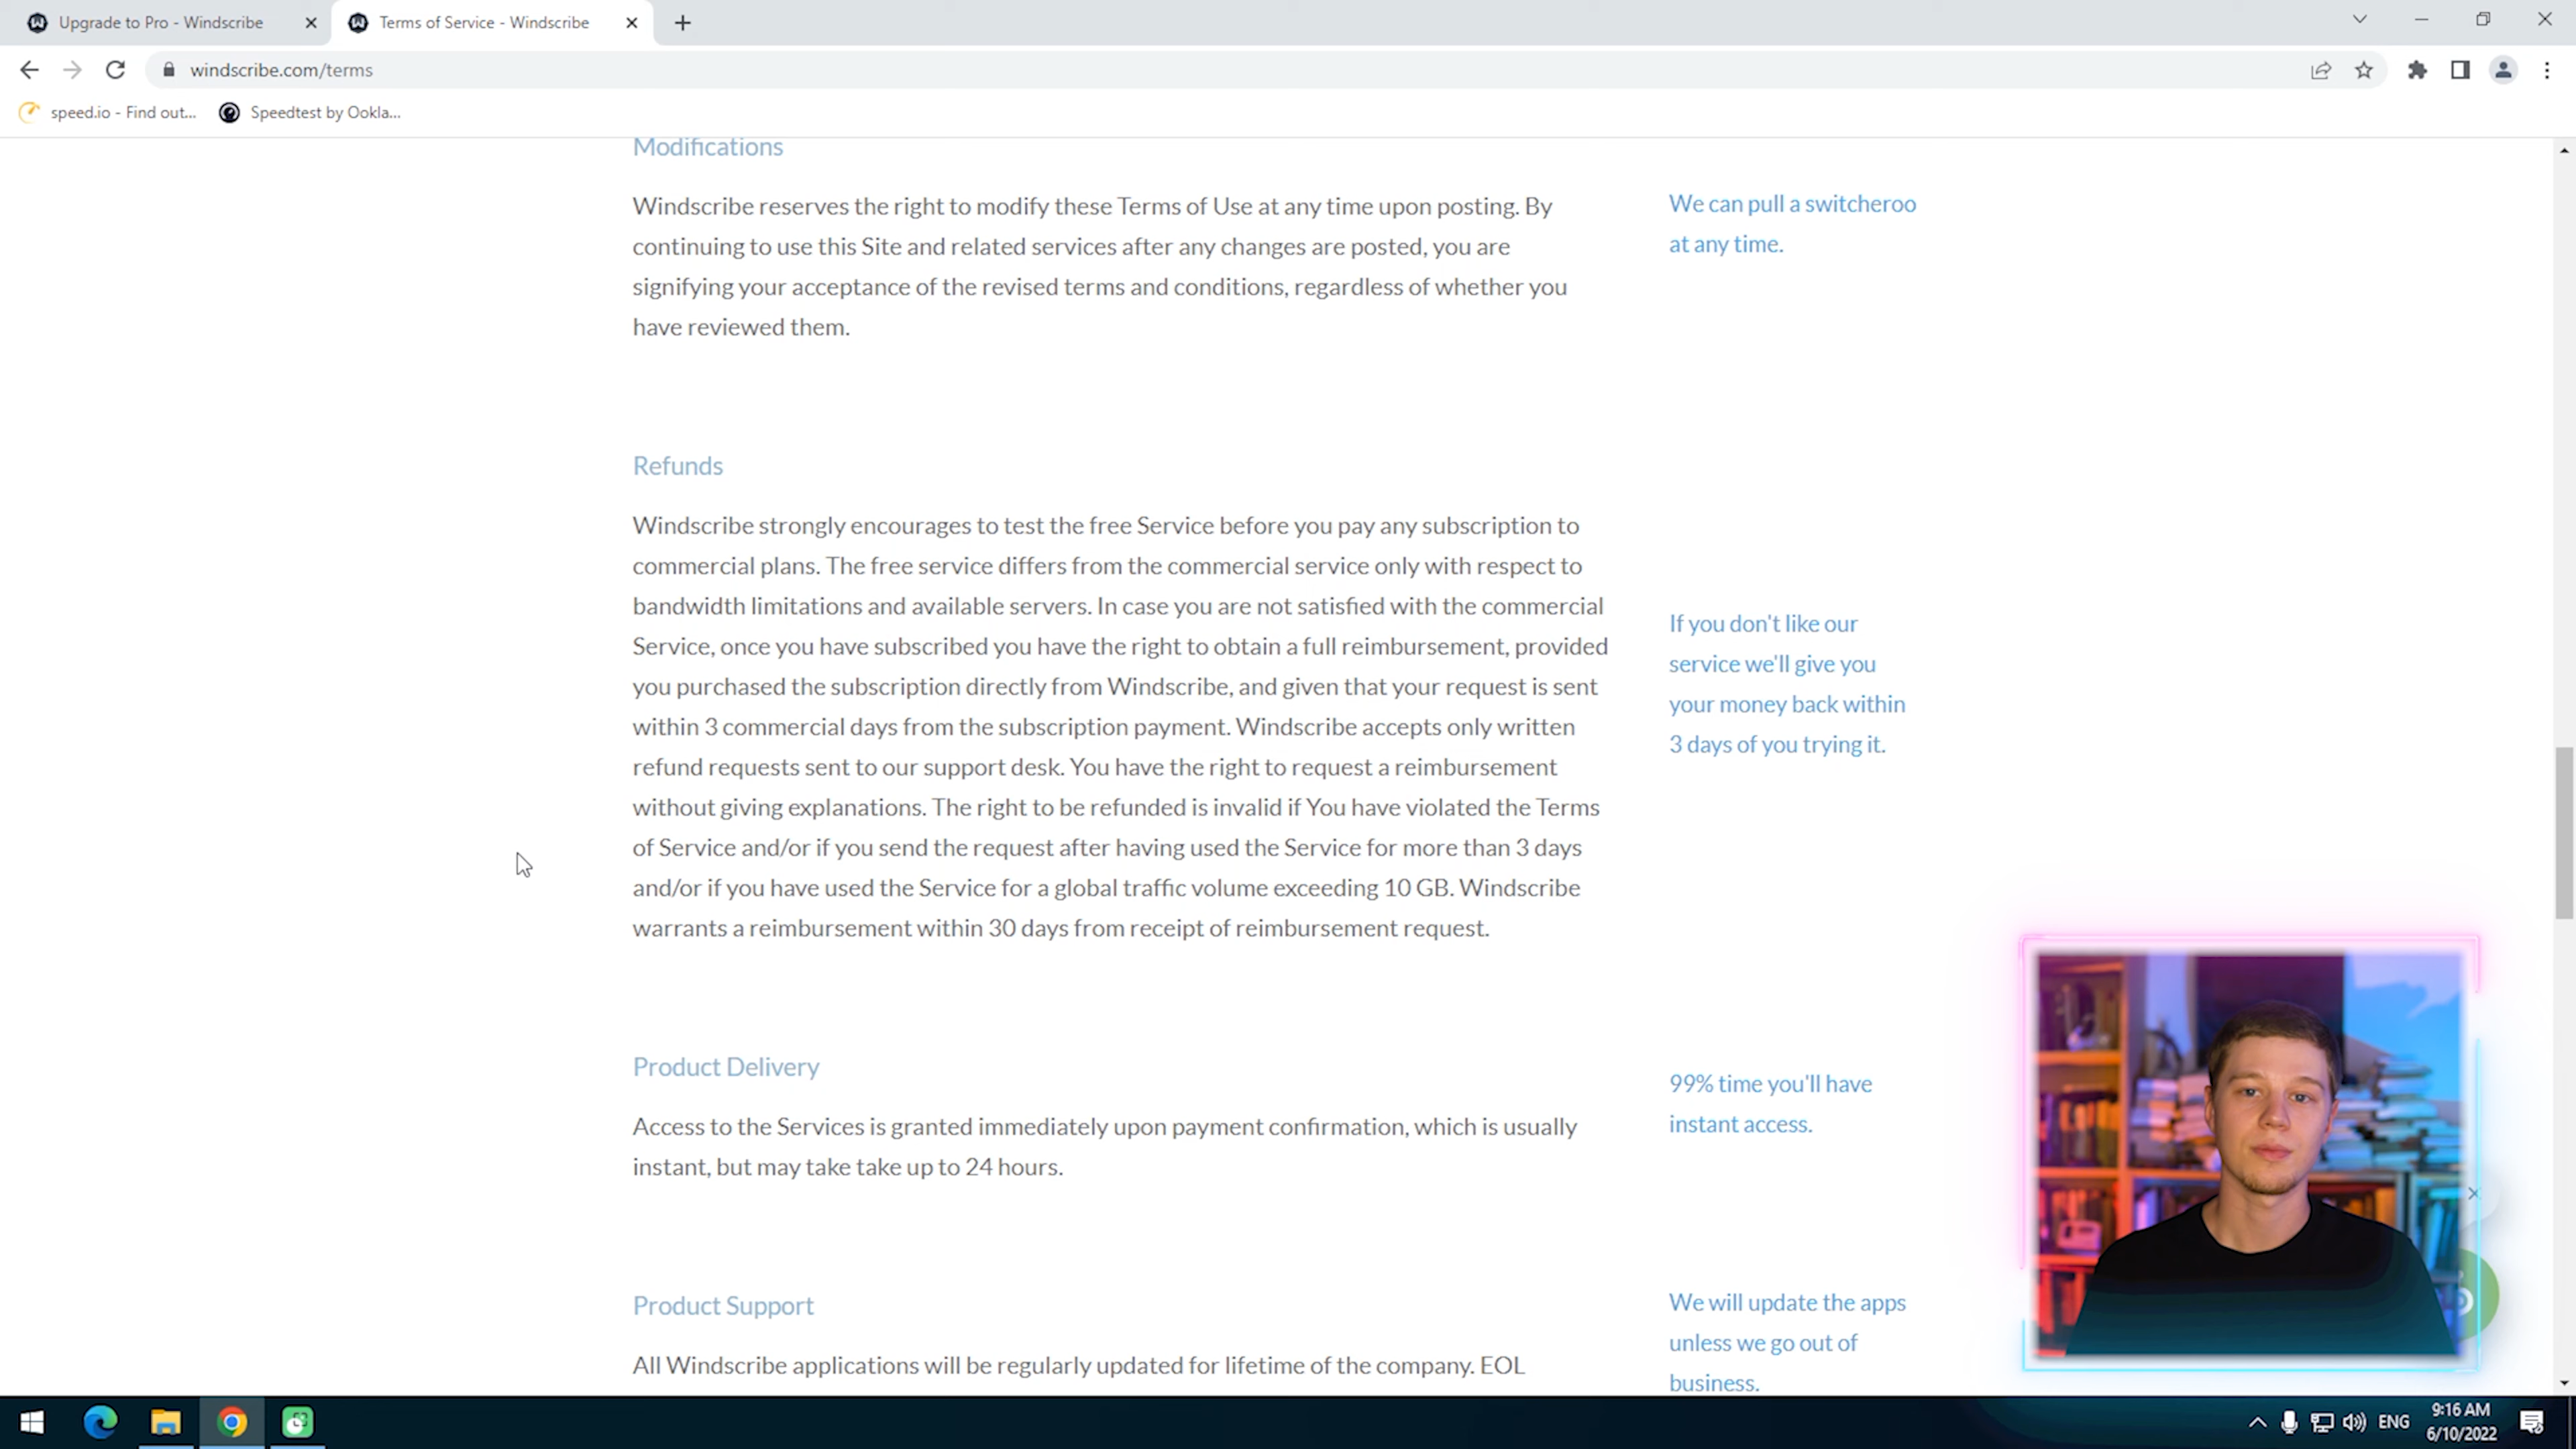 Upgrade to Pro - Windscribe
Terms of Service - Windscribe
windscribe.com/terms
speed.io - Find out...
Speedtest by Ookla...
Modifications
Windscribe reserves the right to modify these Terms of Use at any time upon posting. By
continuing to use this Site and related services after any changes are posted, you are
signifying your acceptance of the revised terms and conditions, regardless of whether you
have reviewed them.
We can pull a switcheroo
at any time.
Refunds
Windscribe strongly encourages to test the free Service before you pay any subscription to
commercial plans. The free service differs from the commercial service only with respect to
bandwidth limitations and available servers. In case you are not satisfied with the commercial
Service, once you have subscribed you have the right to obtain a full reimbursement, provided
you purchased the subscription directly from Windscribe, and given that your request is sent
within 3 commercial days from the subscription payment. Windscribe accepts only written
refund requests sent to our support desk. You have the right to request a reimbursement
without giving explanations. The right to be refunded is invalid if You have violated the Terms
of Service and/or if you send the request after having used the Service for more than 3 days
and/or if you have used the Service for a global traffic volume exceeding 10 GB. Windscribe
warrants a reimbursement within 30 days from receipt of reimbursement request.
If you don't like our
service we'll give you
your money back within
3 days of you trying it.
Product Delivery
Access to the Services is granted immediately upon payment confirmation, which is usually
instant, but may take take up to 24 hours.
99% time you'll have
instant access.
Product Support
All Windscribe applications will be regularly updated for lifetime of the company. EOL
We will update the apps
unless we go out of
business.
ENG
9:16 AM
6/10/2022